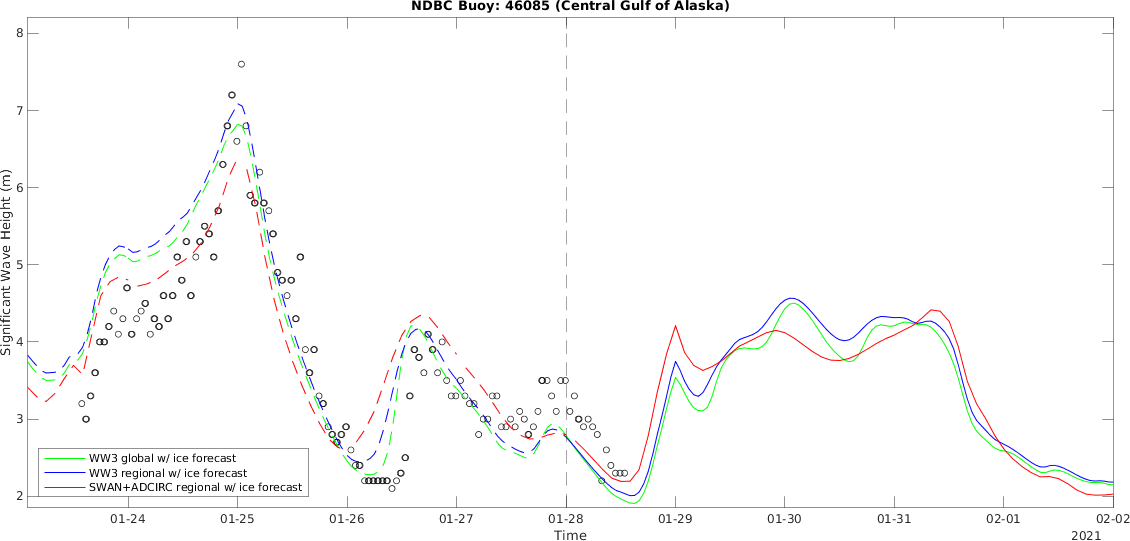 NDBC Buoy: 46085 (Central Gulf of Alaska)
8
7
6
5
4
3
2
Significant Wave Height (m)
WW3 global w/ ice forecast
WW3 regional w/ ice forecast
SWAN+ADCIRC regional w/ ice forecast
01-24 01-25 01-26 01-27 01-28 01-29 01-30 01-31 02-01 02-02
Time
2021